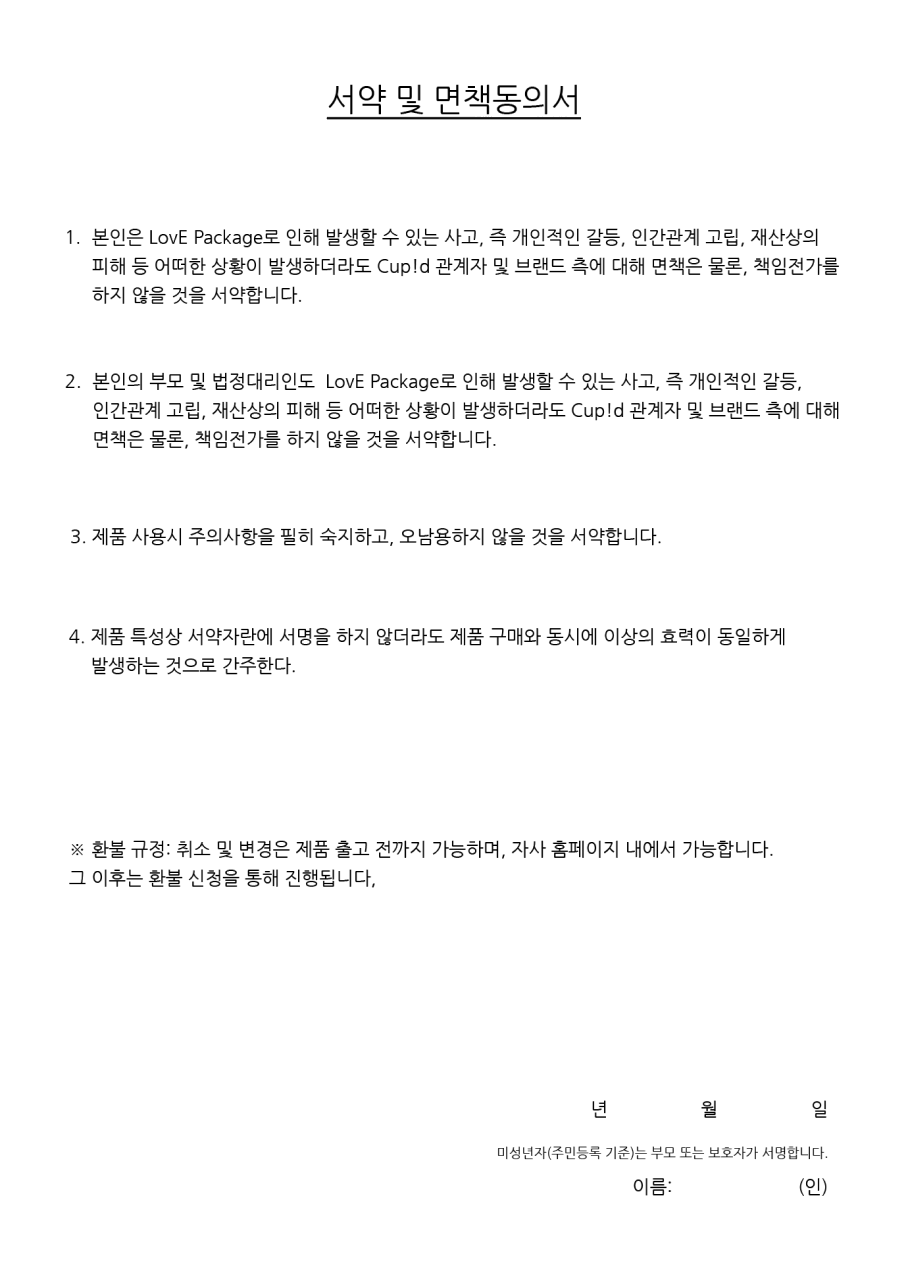 서약 및 면책동의서
1. 본인은 LovE Package로 인해 발생할 수 있는 사고, 즉 개인적인 갈등, 인간관계 고립, 재산상의
피해 등 어떠한 상황이 발생하더라도 Cup!d 관계자 및 브랜드 측에 대해 면책은 물론, 책임전가를
하지 않을 것을 서약합니다.
2. 본인의 부모 및 법정대리인도 LovE Package로 인해 발생할 수 있는 사고, 즉 개인적인 갈등,
인간관계 고립, 재산상의 피해 등 어떠한 상황이 발생하더라도 Cup!d 관계자 및 브랜드 측에 대해
면책은 물론, 책임전가를 하지 않을 것을 서약합니다.
3. 제품 사용시 주의사항을 필히 숙지하고, 오남용하지 않을 것을 서약합니다.
4. 제품 특성상 서약자란에 서명을 하지 않더라도 제품 구매와 동시에 이상의 효력이 동일하게
발생하는 것으로 간주한다.
※ 환불 규정: 취소 및 변경은 제품 출고 전까지 가능하며, 자사 홈페이지 내에서 가능합니다.
그 이후는 환불 신청을 통해 진행됩니다,
년 월 일
미성년자(주민등록 기준)는 부모 또는 보호자가 서명합니다.
이름: (인)